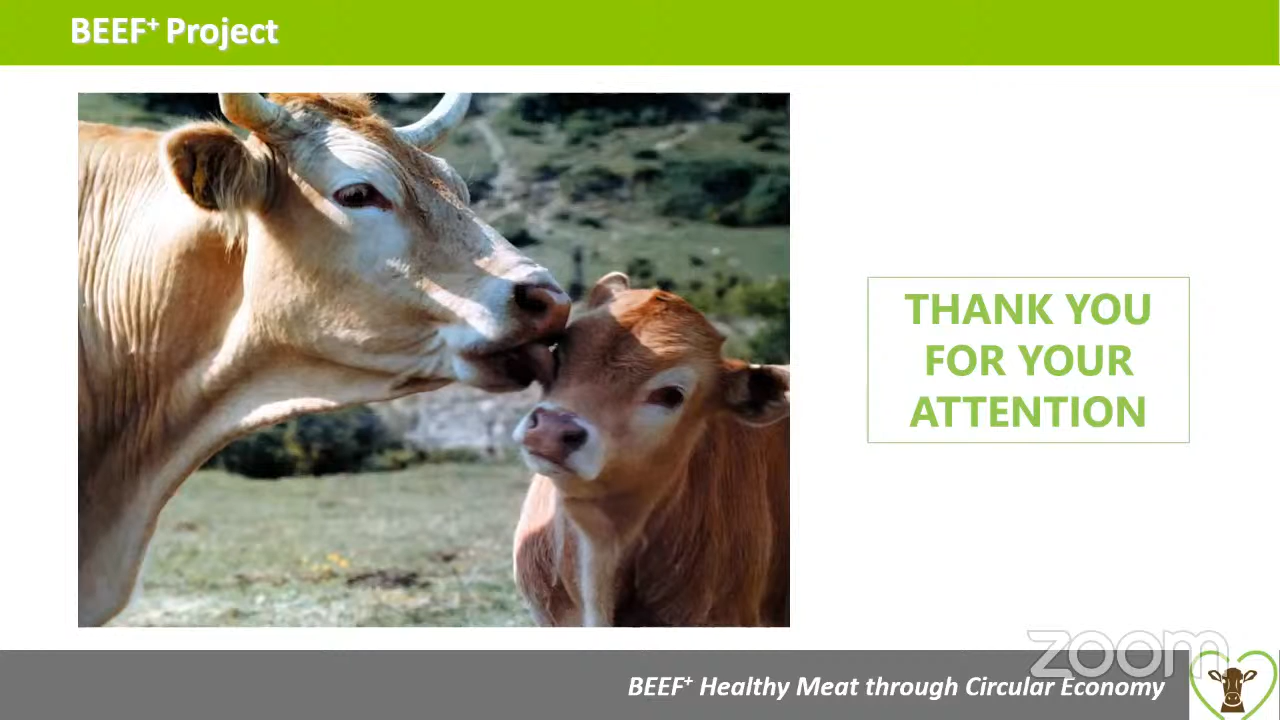 BEEF⁺ Project
THANK YOU
FOR YOUR
ATTENTION
zoom
BEEF⁺ Healthy Meat through Circular Economy